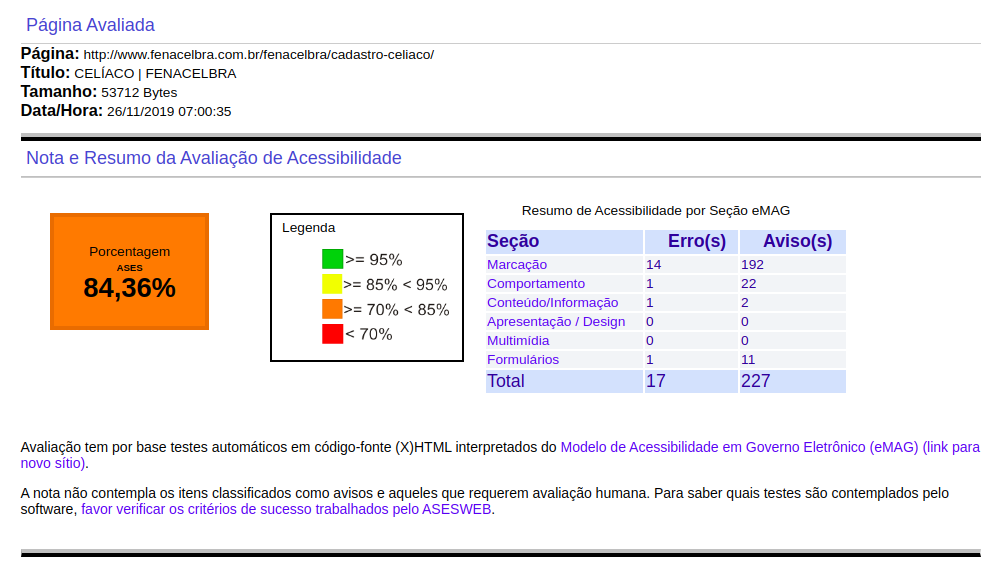 Página Avaliada
Página: http://www.fenacelbra.com.br/fenacelbra/cadastro-celiaco/
Título: CELÍACO | FENACELBRA
Tamanho: 53712 Bytes
Data/Hora: 26/11/2019 07:00:35
Nota e Resumo da Avaliação de Acessibilidade
Porcentagem
ASES
84,36%
Legenda
>= 95%
>= 85% < 95%
>= 70% < 85%
< 70%
Resumo de Acessibilidade por Seção eMAG
Seção Erro(s) Aviso(s)
Marcação 14 192
Comportamento 1 22
Conteúdo/Informação 1 2
Apresentação / Design 0 0
Multimídia 0 0
Formulários 1 11
Total 17 227
Avaliação tem por base testes automáticos em código-fonte (X)HTML interpretados do Modelo de Acessibilidade em Governo Eletrônico (eMAG) (link para
novo sítio).
A nota não contempla os itens classificados como avisos e aqueles que requerem avaliação humana. Para saber quais testes são contemplados pelo
software, favor verificar os critérios de sucesso trabalhados pelo ASESWEB.